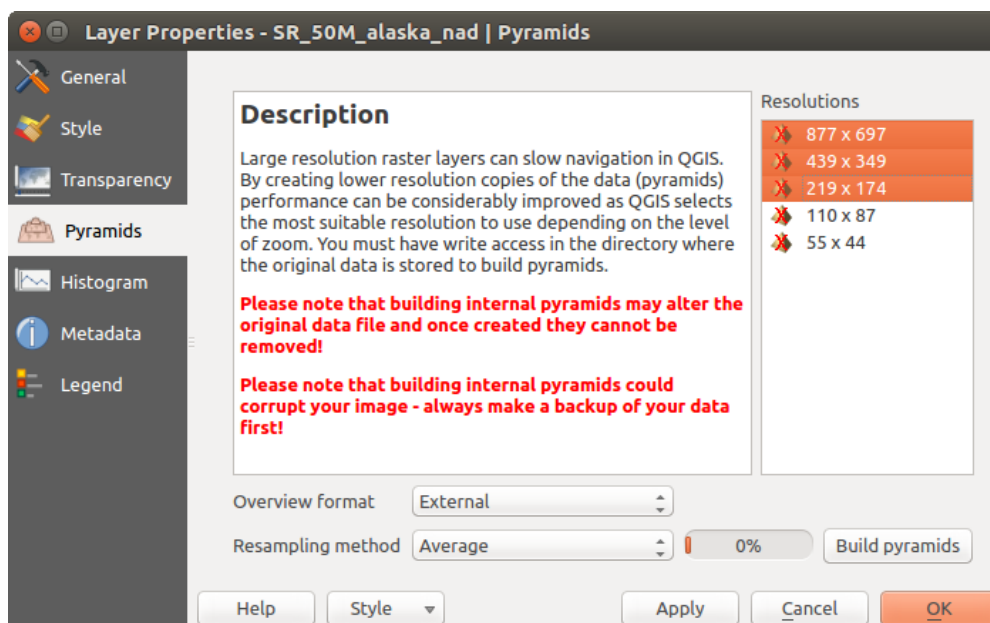 Layer Properties - SR_50M_alaska_nad | Pyramids
General
Style
Transparency
Pyramids
Histogram
Metadata
Legend
Description
Large resolution raster layers can slow navigation in QGIS.
By creating lower resolution copies of the data (pyramids)
performance can be considerably improved as QGIS selects
the most suitable resolution to use depending on the level
of zoom. You must have write access in the directory where
the original data is stored to build pyramids.
Please note that building internal pyramids may alter the
original data file and once created they cannot be
removed!
Please note that building internal pyramids could
corrupt your image - always make a backup of your data
first!
Resolutions
877 x 697
439 x 349
219 x 174
110 x 87
55 x 44
Overview format External
Resampling method Average 0% Build pyramids
Help Style Apply Cancel OK